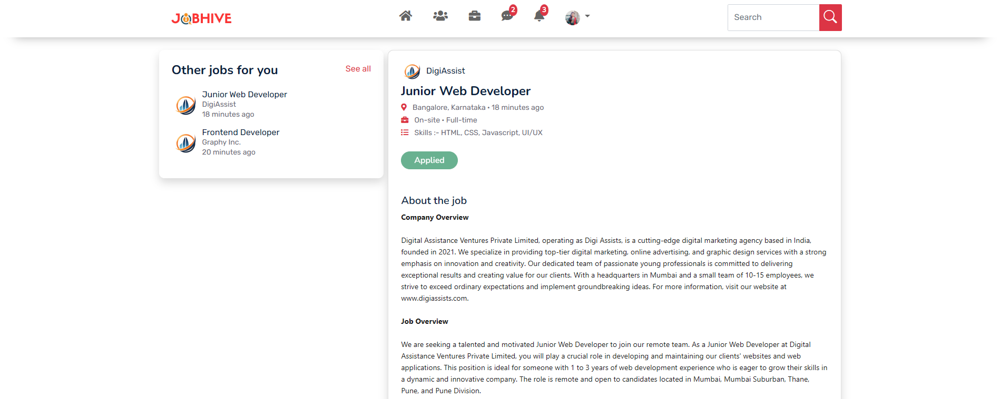 JOBHIVE
2
3
Search
Other jobs for you
See all
Junior Web Developer
DigiAssist
18 minutes ago
Frontend Developer
Graphy Inc.
20 minutes ago
DigiAssist
Junior Web Developer
Bangalore, Karnataka • 18 minutes ago
On-site • Full-time
Skills :- HTML, CSS, Javascript, UI/UX
Applied
About the job
Company Overview
Digital Assistance Ventures Private Limited, operating as Digi Assists, is a cutting-edge digital marketing agency based in India,
founded in 2021. We specialize in providing top-tier digital marketing, online advertising, and graphic design services with a strong
emphasis on innovation and creativity. Our dedicated team of passionate young professionals is committed to delivering
exceptional results and creating value for our clients. With a headquarters in Mumbai and a small team of 10-15 employees, we
strive to exceed ordinary expectations and implement groundbreaking ideas. For more information, visit our website at
www.digiassists.com.
Job Overview
We are seeking a talented and motivated Junior Web Developer to join our remote team. As a Junior Web Developer at Digital
Assistance Ventures Private Limited, you will play a crucial role in developing and maintaining our clients' websites and web
applications. This position is ideal for someone with 1 to 3 years of web development experience who is eager to grow their skills in
a dynamic and innovative company. The role is remote and open to candidates located in Mumbai, Mumbai Suburban, Thane,
Pune, and Pune Division.